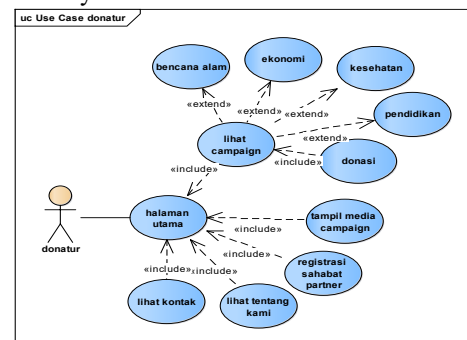 uc Use Case donatur
bencana alam
ekonomi
kesehatan
pendidikan
«extend»
«extend»
«extend»
«extend»
lihat
campaign
donasi
«include»
«include»
halaman
utama
donatur
tampil media
campaign
«include»
«include»
registrasi
sahabat
partner
«include»
lihat kontak
lihat tentang
kami